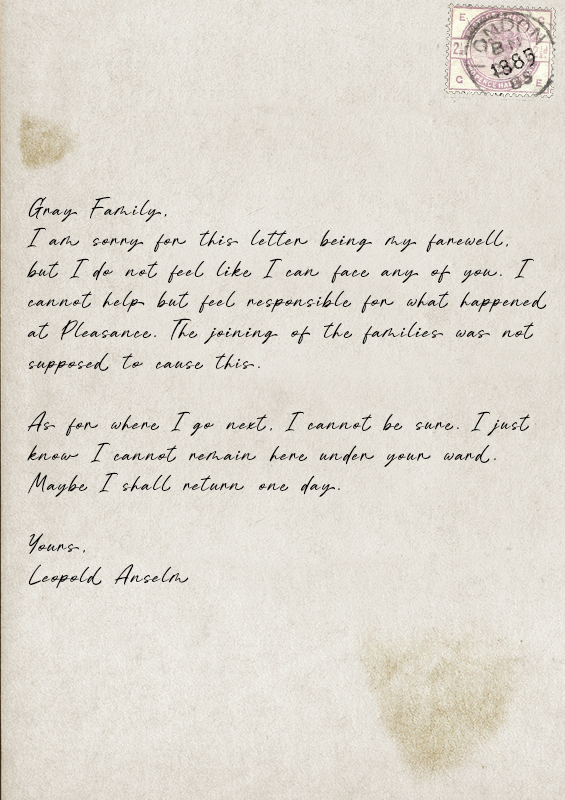 LONDON
1885
Gray Family,
I am sorry for this letter being my farewell,
but I do not feel like I can face any of you. I
cannot help but feel responsible for what happened
at Pleasance. The joining of the families was not
supposed to cause this.
As for where I go next, I cannot be sure. I just
know I cannot remain here under your ward.
Maybe I shall return one day.
Yours,
Leopold Anselm